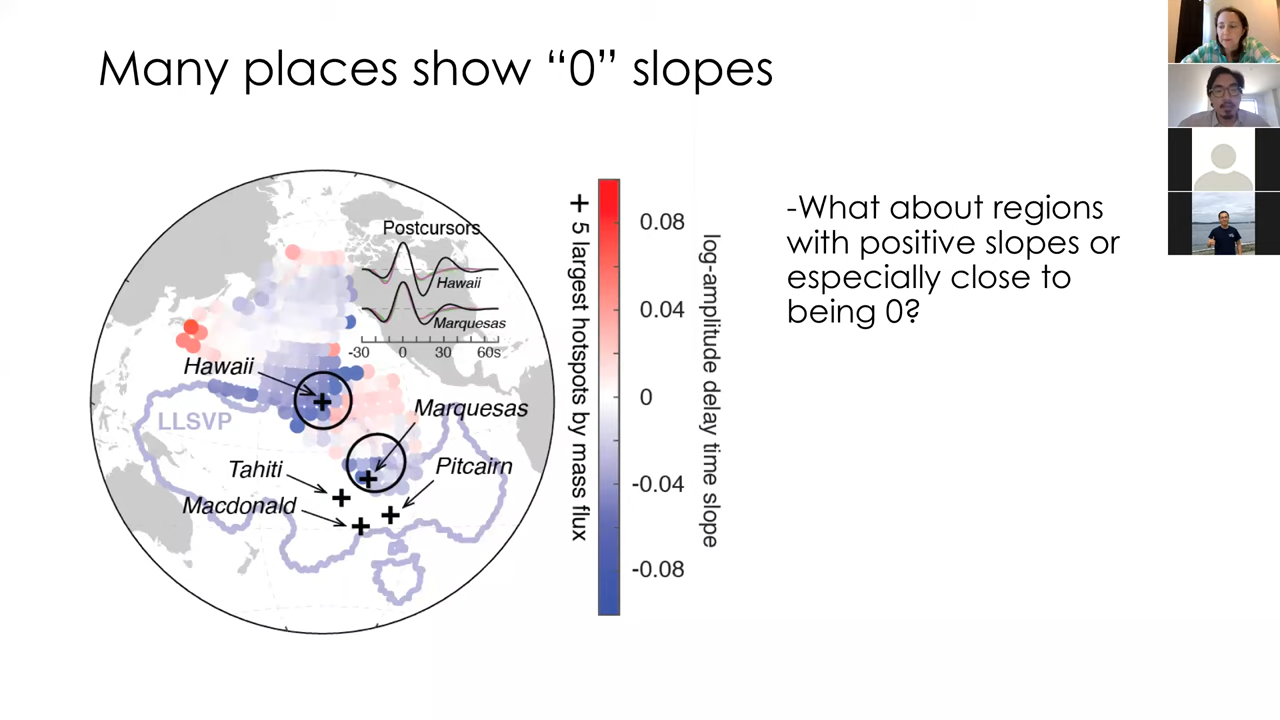 Many places show “0” slopes
Postcursors
Hawaii
Marquesas
-30
0
30
60s
Hawaii
LLSVP
Marquesas
Tahiti
Pitcairn
Macdonald
+ 5 largest hotspots by mass flux
0.08
0.04
0
-0.04
-0.08
log-amplitude delay time slope
-What about regions
with positive slopes or
especially close to
being 0?